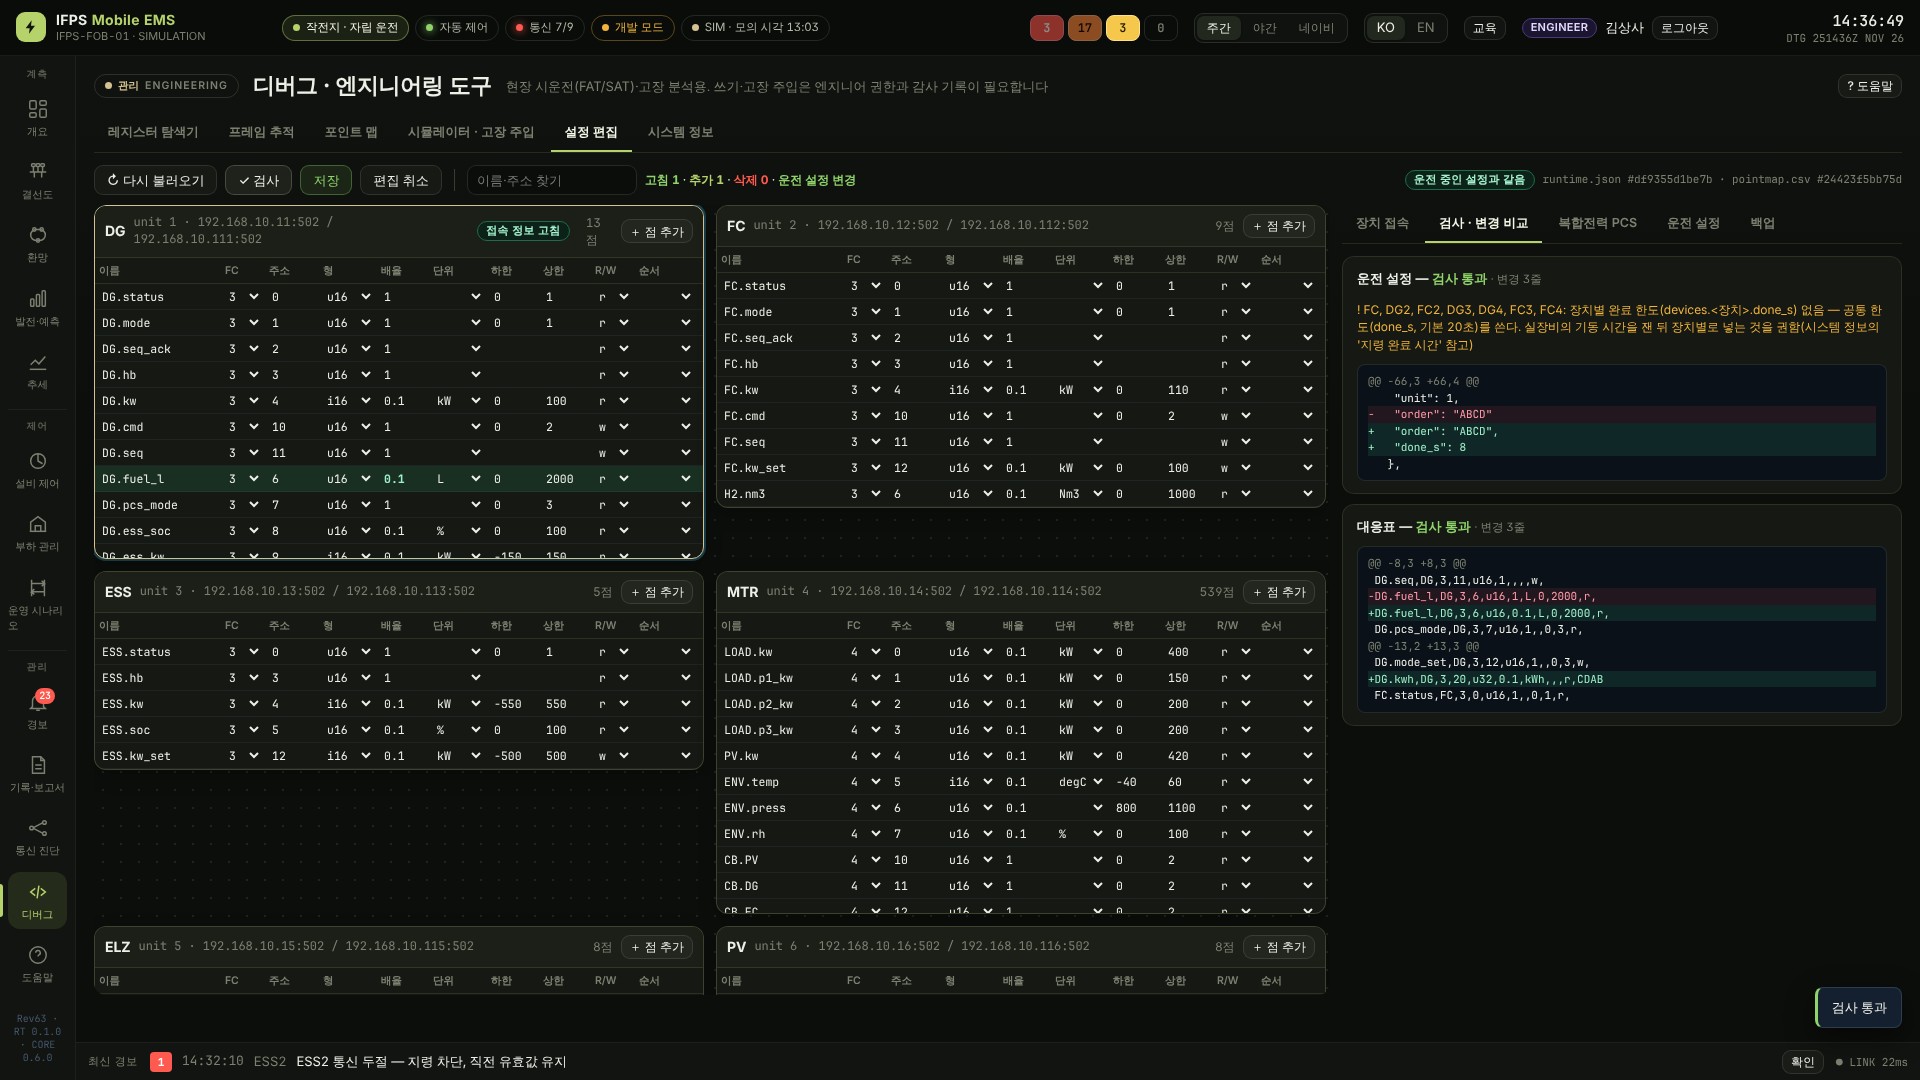 IFPS Mobile EMS
IFPS-FOB-01 · SIMULATION
작전지 · 자립 운전
자동 제어
통신 7/9
개발 모드
SIM · 모의 시각 13:03
3 17 3 0
주간 야간 네이비
KO EN
교육
ENGINEER 김상사 로그아웃
14:36:49
DTG 251436Z NOV 26
계측
개요
결선도
환망
발전·예측
추세
제어
설비 제어
부하 관리
운영 시나리오
관리
23
경보
기록·보고서
통신 진단
디버그
도움말
Rev63 ·
RT 0.1.0
· CORE
0.6.0
관리 ENGINEERING
디버그 · 엔지니어링 도구
현장 시운전(FAT/SAT)·고장 분석용. 쓰기·고장 주입은 엔지니어 권한과 감사 기록이 필요합니다
? 도움말
레지스터 탐색기 프레임 추적 포인트 맵 시뮬레이터 · 고장 주입 설정 편집 시스템 정보
↻ 다시 불러오기 ✓ 검사 저장 편집 취소 이름·주소 찾기 고침 1 · 추가 1 · 삭제 0 · 운전 설정 변경
운전 중인 설정과 같음 runtime.json #df9355d1be7b · pointmap.csv #24423f5bb75d
DG unit 1 · 192.168.10.11:502 /
192.168.10.111:502
접속 정보 고침 13점 + 점 추가
이름 FC 주소 형 배율 단위 하한 상한 R/W 순서
DG.status 3 0 u16 1 0 1 r
DG.mode 3 1 u16 1 0 1 r
DG.seq_ack 3 2 u16 1 r
DG.hb 3 3 u16 1 r
DG.kw 3 4 i16 0.1 kW 0 100 r
DG.cmd 3 10 u16 1 0 2 w
DG.seq 3 11 u16 1 w
DG.fuel_l 3 6 u16 0.1 L 0 2000 r
DG.pcs_mode 3 7 u16 1 0 3 r
DG.ess_soc 3 8 u16 0.1 % 0 100 r
DG.ess_kw 3 9 i16 0.1 kW -150 150 r
FC unit 2 · 192.168.10.12:502 / 192.168.10.112:502 9점 + 점 추가
이름 FC 주소 형 배율 단위 하한 상한 R/W 순서
FC.status 3 0 u16 1 0 1 r
FC.mode 3 1 u16 1 0 1 r
FC.seq_ack 3 2 u16 1 r
FC.hb 3 3 u16 1 r
FC.kw 3 4 i16 0.1 kW 0 110 r
FC.cmd 3 10 u16 1 0 2 w
FC.seq 3 11 u16 1 w
FC.kw_set 3 12 u16 0.1 kW 0 100 w
H2.nm3 3 6 u16 0.1 Nm3 0 1000 r
ESS unit 3 · 192.168.10.13:502 / 192.168.10.113:502 5점 + 점 추가
이름 FC 주소 형 배율 단위 하한 상한 R/W 순서
ESS.status 3 0 u16 1 0 1 r
ESS.hb 3 3 u16 1 r
ESS.kw 3 4 i16 0.1 kW -550 550 r
ESS.soc 3 5 u16 0.1 % 0 100 r
ESS.kw_set 3 12 i16 0.1 kW -500 500 w
MTR unit 4 · 192.168.10.14:502 / 192.168.10.114:502 539점 + 점 추가
이름 FC 주소 형 배율 단위 하한 상한 R/W 순서
LOAD.kw 4 0 u16 0.1 kW 0 400 r
LOAD.p1_kw 4 1 u16 0.1 kW 0 150 r
LOAD.p2_kw 4 2 u16 0.1 kW 0 200 r
LOAD.p3_kw 4 3 u16 0.1 kW 0 200 r
PV.kw 4 4 u16 0.1 kW 0 420 r
ENV.temp 4 5 i16 0.1 degC -40 60 r
ENV.press 4 6 u16 0.1 800 1100 r
ENV.rh 4 7 u16 0.1 % 0 100 r
CB.PV 4 10 u16 1 0 2 r
CB.DG 4 11 u16 1 0 2 r
CB.FC 4 12 u16 1 0 2 r
ELZ unit 5 · 192.168.10.15:502 / 192.168.10.115:502 8점 + 점 추가
이름 FC 주소 형 배율 단위 하한 상한 R/W 순서
PV unit 6 · 192.168.10.16:502 / 192.168.10.116:502 8점 + 점 추가
이름 FC 주소 형 배율 단위 하한 상한 R/W 순서
장치 접속 검사 · 변경 비교 복합전력 PCS 운전 설정 백업
운전 설정 — 검사 통과 · 변경 3줄
! FC, DG2, FC2, DG3, DG4, FC3, FC4: 장치별 완료 한도(devices.<장치>.done_s) 없음 — 공통 한
도(done_s, 기본 20초)를 쓴다. 실장비의 기동 시간을 잰 뒤 장치별로 넣는 것을 권함(시스템 정보의
'지령 완료 시간' 참고)
@@ -66,3 +66,4 @@
"unit": 1,
- "order": "ABCD"
+ "order": "ABCD",
+ "done_s": 8
},
대응표 — 검사 통과 · 변경 3줄
@@ -8,3 +8,3 @@
DG.seq,DG,3,11,u16,1,,,,w,
-DG.fuel_l,DG,3,6,u16,1,L,0,2000,r,
+DG.fuel_l,DG,3,6,u16,0.1,L,0,2000,r,
DG.pcs_mode,DG,3,7,u16,1,,0,3,r,
@@ -13,2 +13,3 @@
DG.mode_set,DG,3,12,u16,1,,0,3,w,
+DG.kwh,DG,3,20,u32,0.1,kWh,,,r,CDAB
FC.status,FC,3,0,u16,1,,0,1,r,
검사 통과
최신 경보 1 14:32:10 ESS2 ESS2 통신 두절 — 지령 차단, 직전 유효값 유지
확인 LINK 22ms